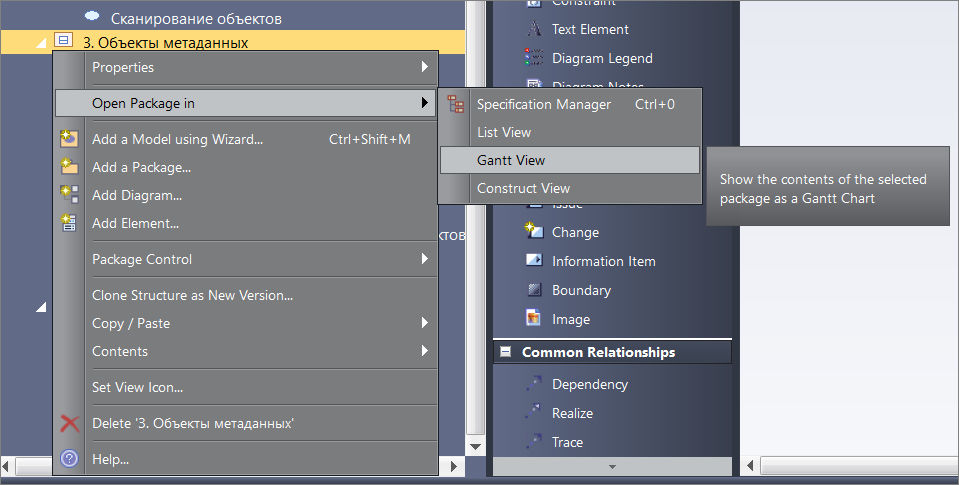 Сканирование объектов
3. Объекты метаданных
Properties
Open Package in
Add a Model using Wizard... Ctrl+Shift+M
Add a Package...
Add Diagram...
Add Element...
Package Control
Clone Structure as New Version...
Copy / Paste
Contents
Set View Icon...
Delete '3. Объекты метаданных'
Help...
ектов
Specification Manager Ctrl+0
List View
Gantt View
Construct View
Show the contents of the selected
package as a Gantt Chart
Constraint
Text Element
Diagram Legend
Diagram Notes
Issue
Change
Information Item
Boundary
Image
Common Relationships
Dependency
Realize
Trace